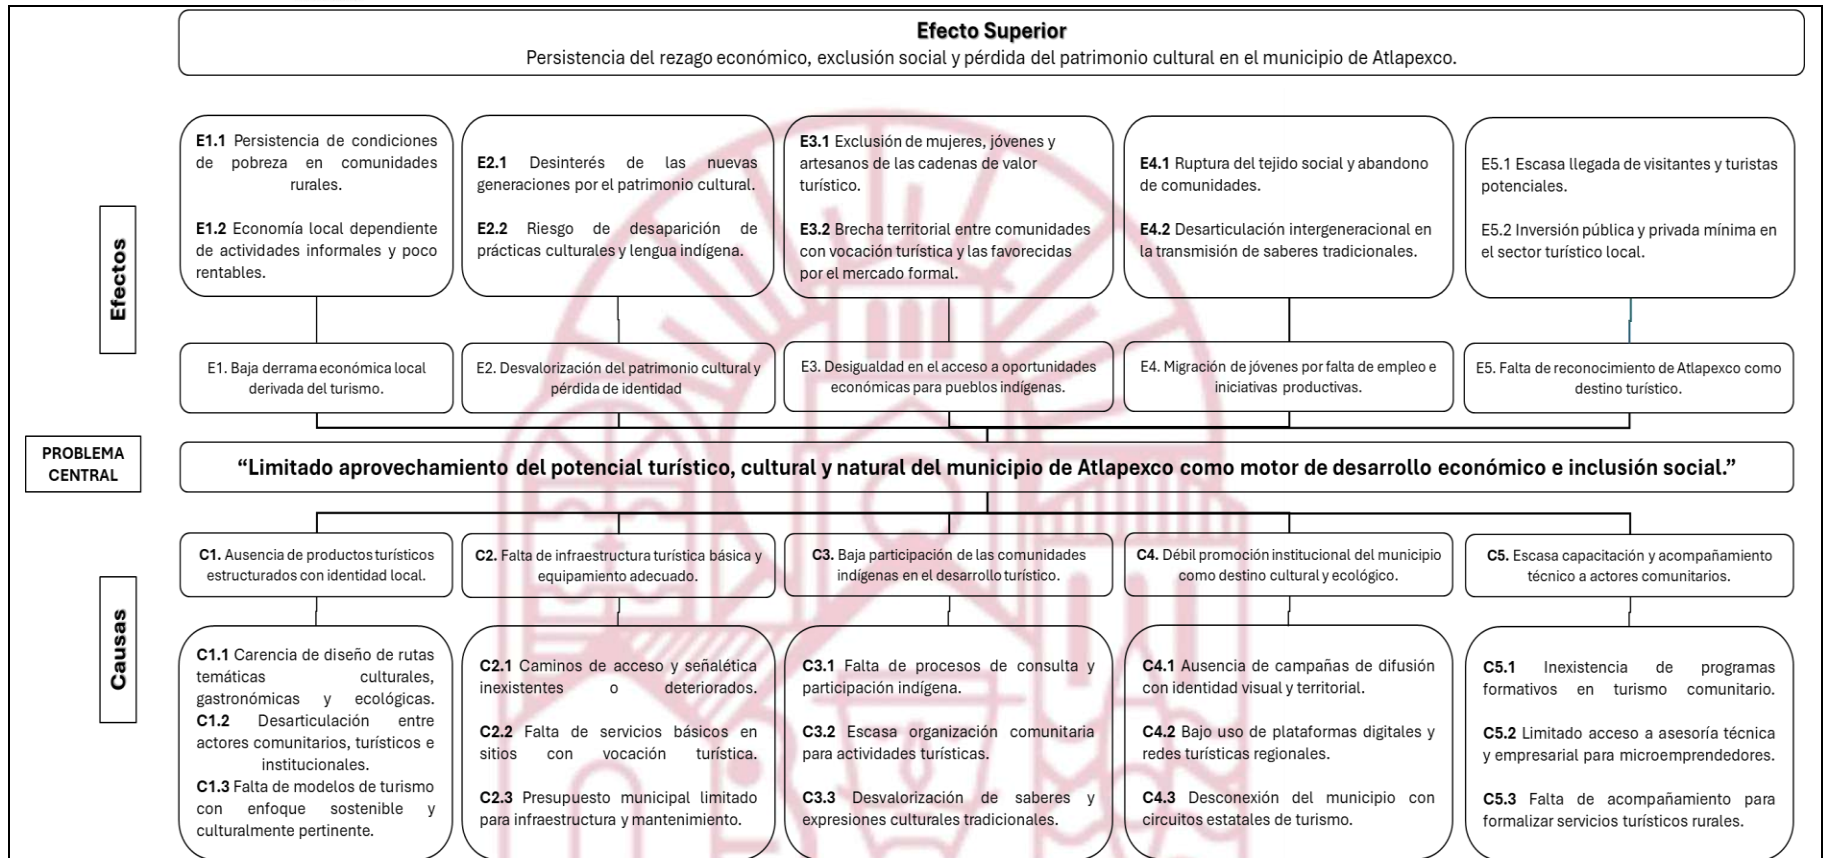 Efecto Superior
Persistencia del rezago económico, exclusión social y pérdida del patrimonio cultural en el municipio de Atlapexco.
Efectos
E1.1 Persistencia de condiciones
de pobreza en comunidades
rurales.
E1.2 Economía local dependiente
de actividades informales y poco
rentables.
E2.1 Desinterés de las nuevas
generaciones por el patrimonio cultural.
E2.2 Riesgo de desaparición de
prácticas culturales y lengua indígena.
E3.1 Exclusión de mujeres, jóvenes y
artesanos de las cadenas de valor
turístico.
E3.2 Brecha territorial entre comunidades
con vocación turística y las favorecidas
por el mercado formal.
E4.1 Ruptura del tejido social y abandono
de comunidades.
E4.2 Desarticulación intergeneracional en
la transmisión de saberes tradicionales.
E5.1 Escasa llegada de visitantes y turistas
potenciales.
E5.2 Inversión pública y privada mínima en
el sector turístico local.
E1. Baja derrama económica local
derivada del turismo.
E2. Desvalorización del patrimonio cultural y
pérdida de identidad
E3. Desigualdad en el acceso a oportunidades
económicas para pueblos indígenas.
E4. Migración de jóvenes por falta de empleo e
iniciativas productivas.
E5. Falta de reconocimiento de Atlapexco como
destino turístico.
PROBLEMA
CENTRAL
“Limitado aprovechamiento del potencial turístico, cultural y natural del municipio de Atlapexco como motor de desarrollo económico e inclusión social.”
Causas
C1. Ausencia de productos turísticos
estructurados con identidad local.
C2. Falta de infraestructura turística básica y
equipamiento adecuado.
C3. Baja participación de las comunidades
indígenas en el desarrollo turístico.
C4. Débil promoción institucional del municipio
como destino cultural y ecológico.
C5. Escasa capacitación y acompañamiento
técnico a actores comunitarios.
C1.1 Carencia de diseño de rutas
temáticas culturales,
gastronómicas y ecológicas.
C1.2 Desarticulación entre
actores comunitarios, turísticos e
institucionales.
C1.3 Falta de modelos de turismo
con enfoque sostenible y
culturalmente pertinente.
C2.1 Caminos de acceso y señalética
inexistentes o deteriorados.
C2.2 Falta de servicios básicos en
sitios con vocación turística.
C2.3 Presupuesto municipal limitado
para infraestructura y mantenimiento.
C3.1 Falta de procesos de consulta y
participación indígena.
C3.2 Escasa organización comunitaria
para actividades turísticas.
C3.3 Desvalorización de saberes y
expresiones culturales tradicionales.
C4.1 Ausencia de campañas de difusión
con identidad visual y territorial.
C4.2 Bajo uso de plataformas digitales y
redes turísticas regionales.
C4.3 Desconexión del municipio con
circuitos estatales de turismo.
C5.1 Inexistencia de programas
formativos en turismo comunitario.
C5.2 Limitado acceso a asesoría técnica
y empresarial para microemprendedores.
C5.3 Falta de acompañamiento para
formalizar servicios turísticos rurales.